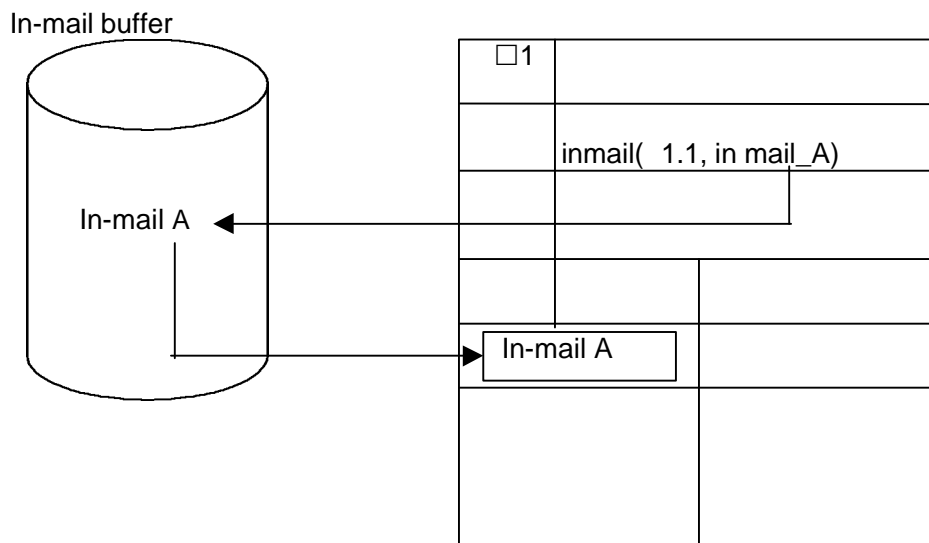 In-mail buffer
□1
inmail( 1.1, in mail_A)
In-mail A
In-mail A